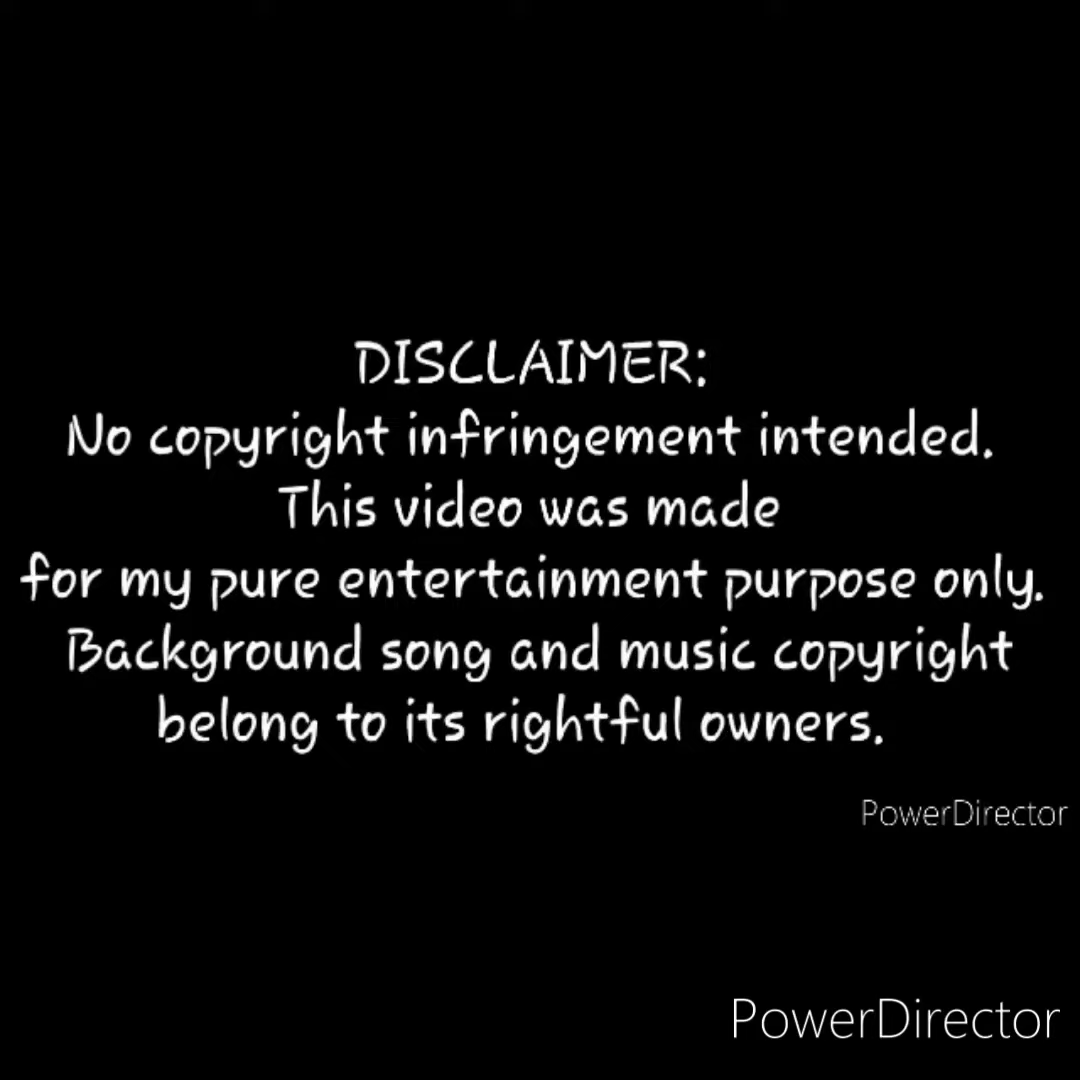 DISCLAIMER:
No copyright infringement intended.
This video was made
for my pure entertainment purpose only.
Background song and music copyright
belong to its rightful owners.
PowerDirector
PowerDirector